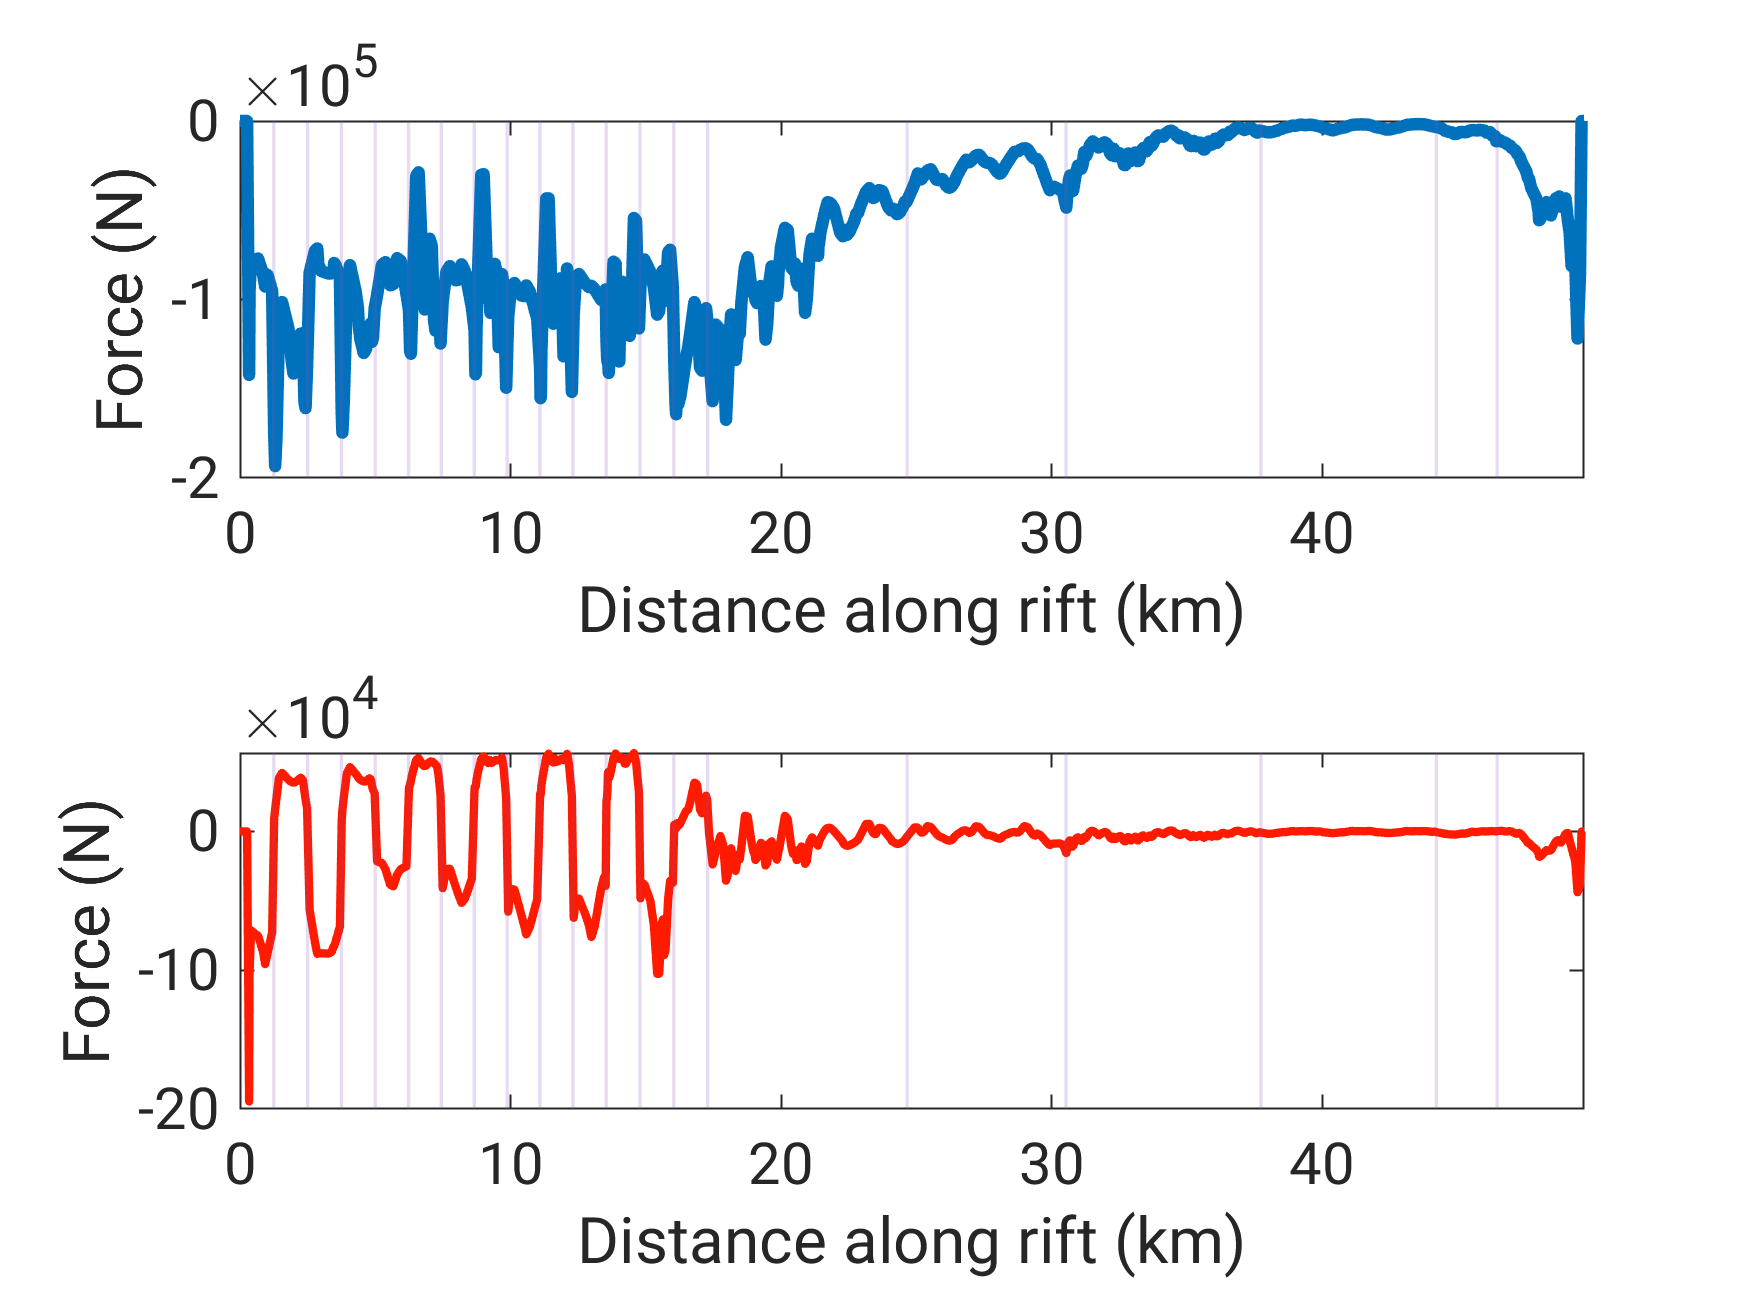 ×10^5
0
-1
-2
Force (N)
0 10 20 30 40
Distance along rift (km)
×10^4
0
-10
-20
Force (N)
0 10 20 30 40
Distance along rift (km)